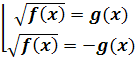 √f(x) = g(x)
√f(x) = −g(x)